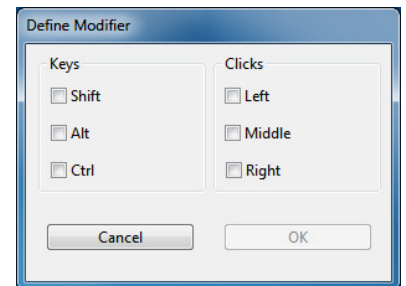 Define Modifier
Keys
Clicks
Shift
Left
Alt
Middle
Ctrl
Right
Cancel
OK